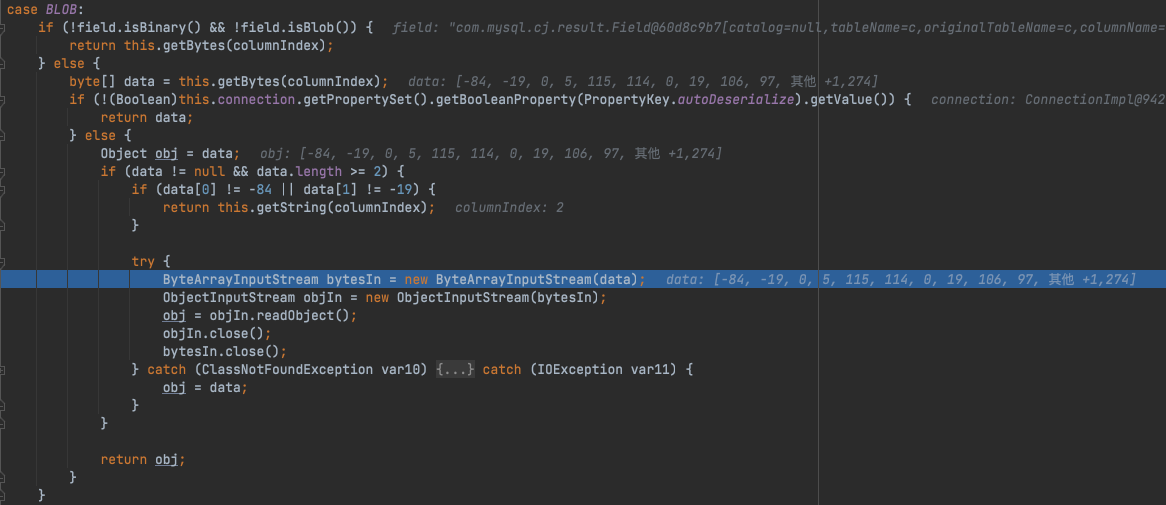 case BLOB:
if (!field.isBinary() && !field.isBlob()) { field: "com.mysql.cj.result.Field@60d8c9b7[catalog=null,tableName=c,originalTableName=c,columnName=
return this.getBytes(columnIndex);
} else {
byte[] data = this.getBytes(columnIndex); data: [-84, -19, 0, 5, 115, 114, 0, 19, 106, 97, 其他 +1,274]
if (!(Boolean)this.connection.getPropertySet().getBooleanProperty(PropertyKey.autoDeserialize).getValue()) { connection: ConnectionImpl@942
return data;
} else {
Object obj = data; obj: [-84, -19, 0, 5, 115, 114, 0, 19, 106, 97, 其他 +1,274]
if (data != null && data.length >= 2) {
if (data[0] != -84 || data[1] != -19) {
return this.getString(columnIndex); columnIndex: 2
}
try {
ByteArrayInputStream bytesIn = new ByteArrayInputStream(data); data: [-84, -19, 0, 5, 115, 114, 0, 19, 106, 97, 其他 +1,274]
ObjectInputStream objIn = new ObjectInputStream(bytesIn);
obj = objIn.readObject();
objIn.close();
bytesIn.close();
} catch (ClassNotFoundException var10) {...} catch (IOException var11) {
obj = data;
}
}
return obj;
}
}